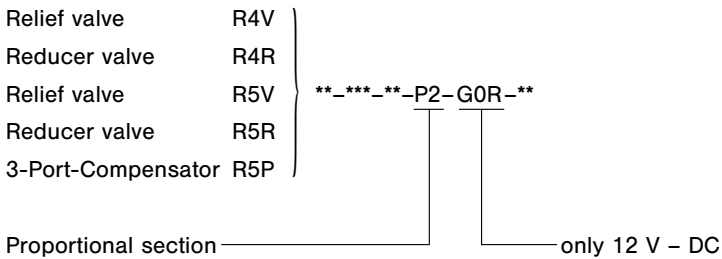 Relief valve R4V
Reducer valve R4R
Relief valve R5V
Reducer valve R5R
3-Port-Compensator R5P
**–***–**–P2–G0R–**
Proportional section
only 12 V – DC